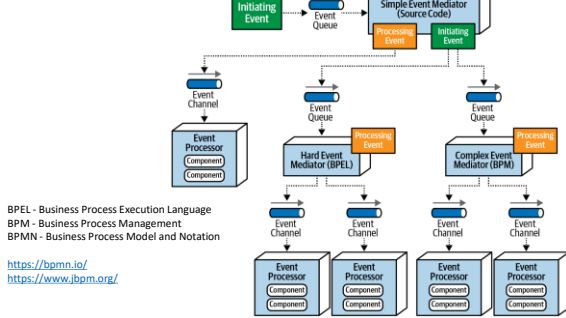 Initiating
Event
Event
Queue
Simple Event Mediator
(Source Code)
Processing
Event
Initiating
Event
Event
Channel
Event
Queue
Event
Queue
Event
Processor
Component
Component
Processing
Event
Hard Event
Mediator (BPEL)
Processing
Event
Complex Event
Mediator (BPM)
BPEL - Business Process Execution Language
BPM - Business Process Management
BPMN - Business Process Model and Notation
https://bpmn.io/
https://www.jbpm.org/
Event
Channel
Event
Channel
Event
Channel
Event
Channel
Event
Processor
Component
Component
Event
Processor
Component
Component
Event
Processor
Component
Component
Event
Processor
Component
Component